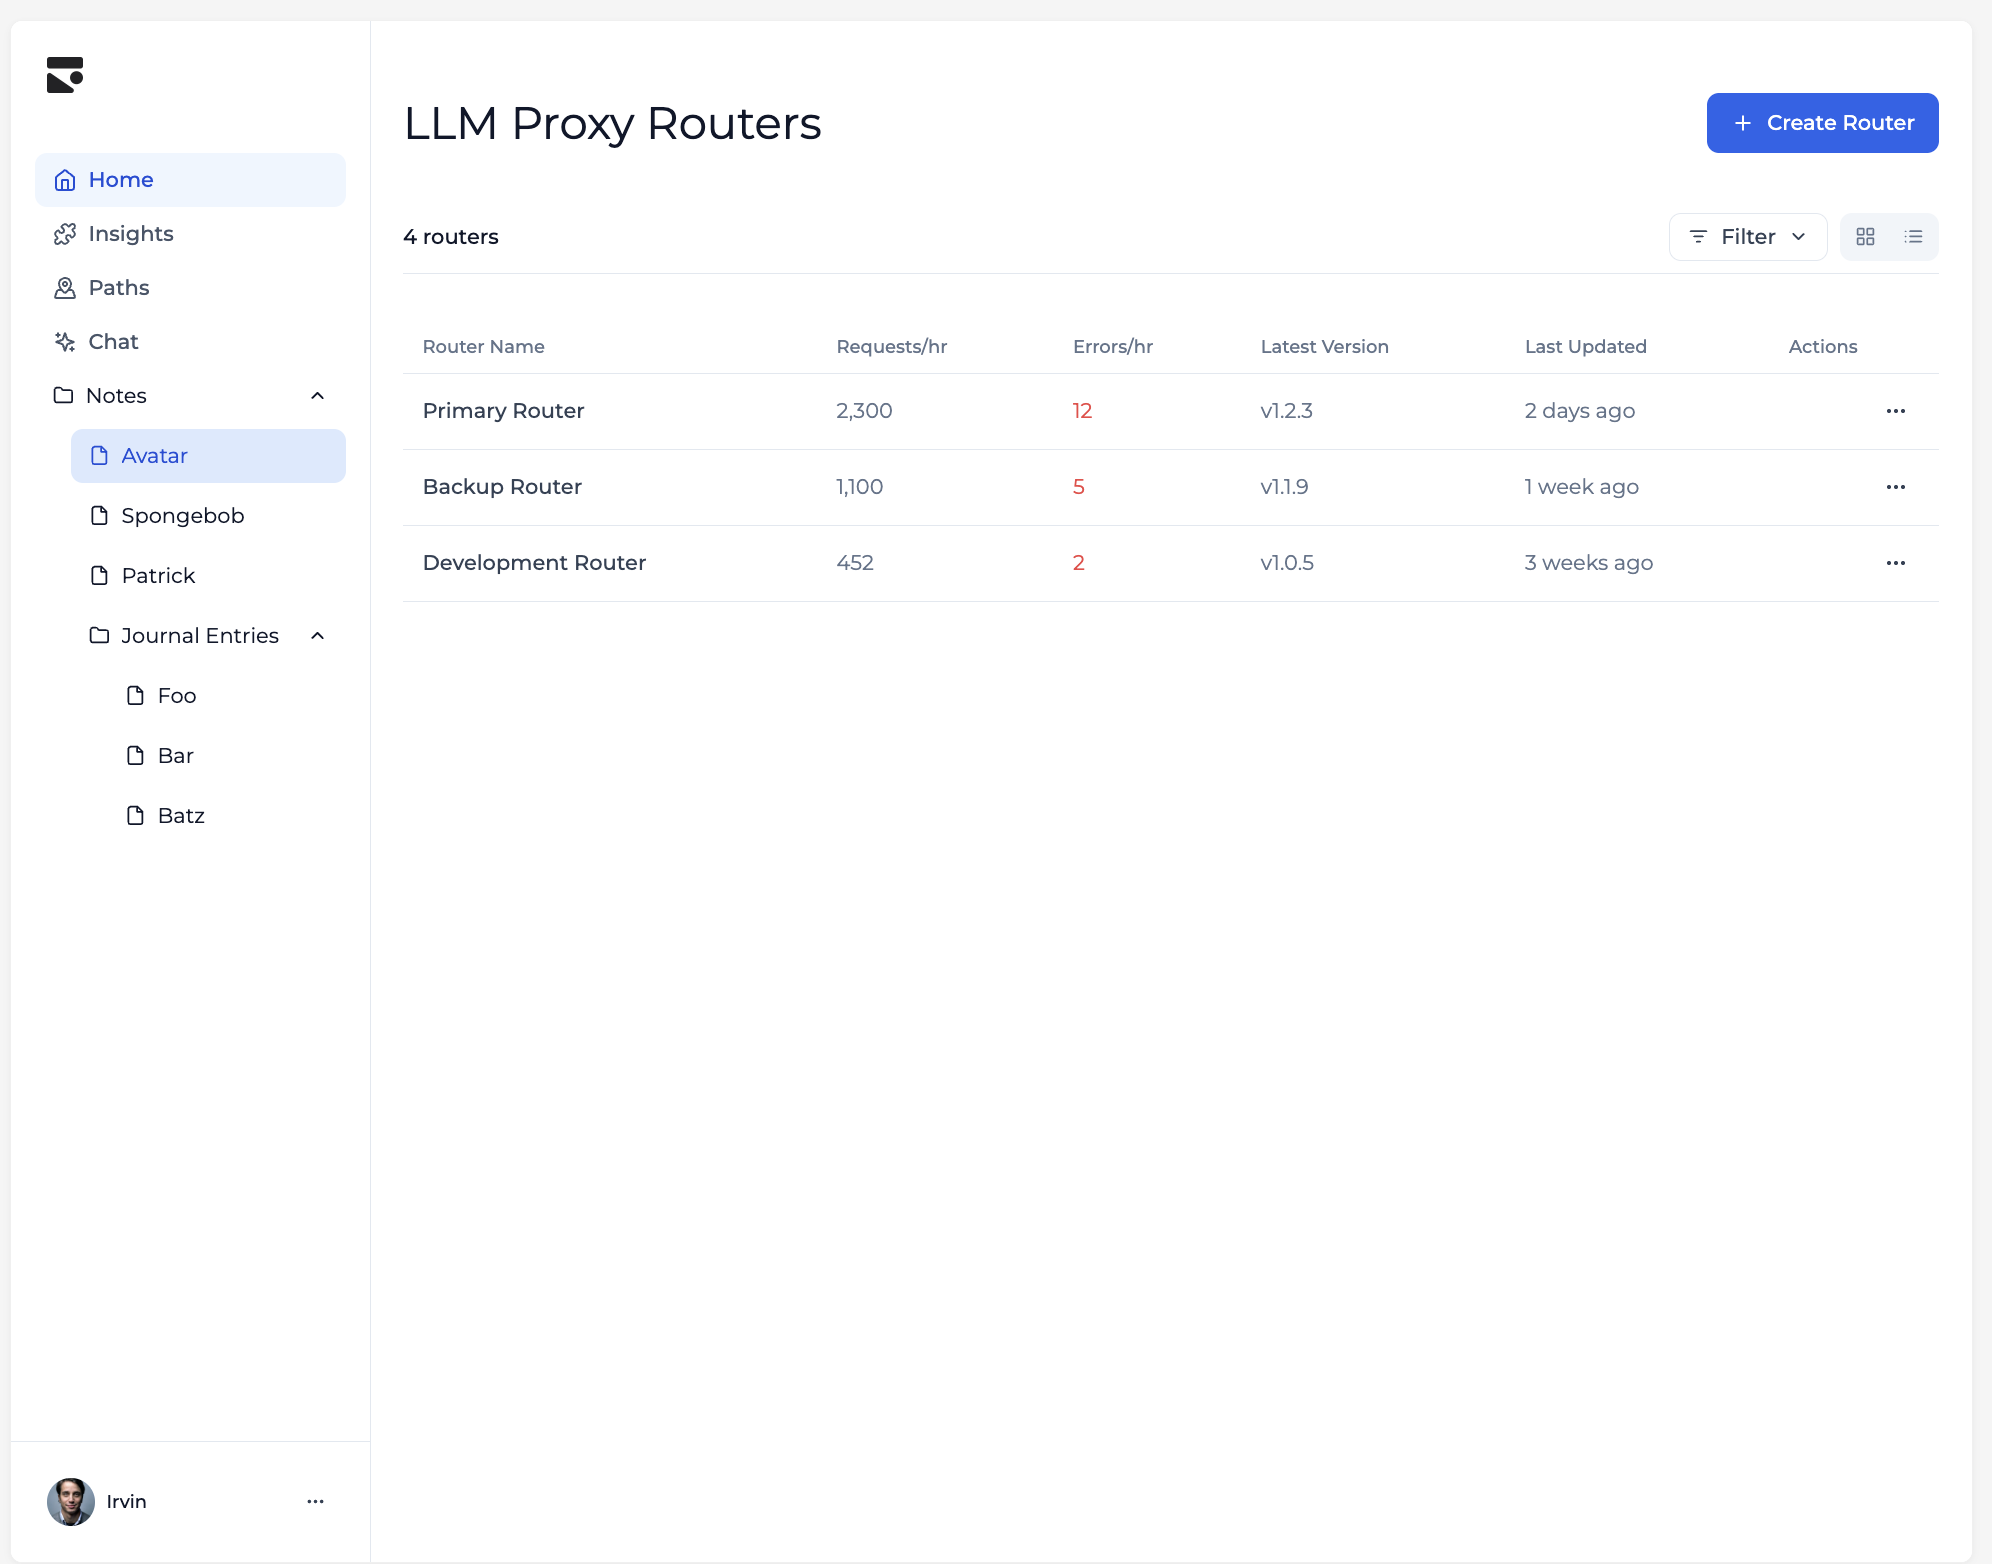 Home
Insights
Paths
Chat
Notes
Avatar
Spongebob
Patrick
Journal Entries
Foo
Bar
Batz
Irvin
LLM Proxy Routers
+ Create Router
4 routers
Filter
Router Name Requests/hr Errors/hr Latest Version Last Updated Actions
Primary Router 2,300 12 v1.2.3 2 days ago ...
Backup Router 1,100 5 v1.1.9 1 week ago ...
Development Router 452 2 v1.0.5 3 weeks ago ...